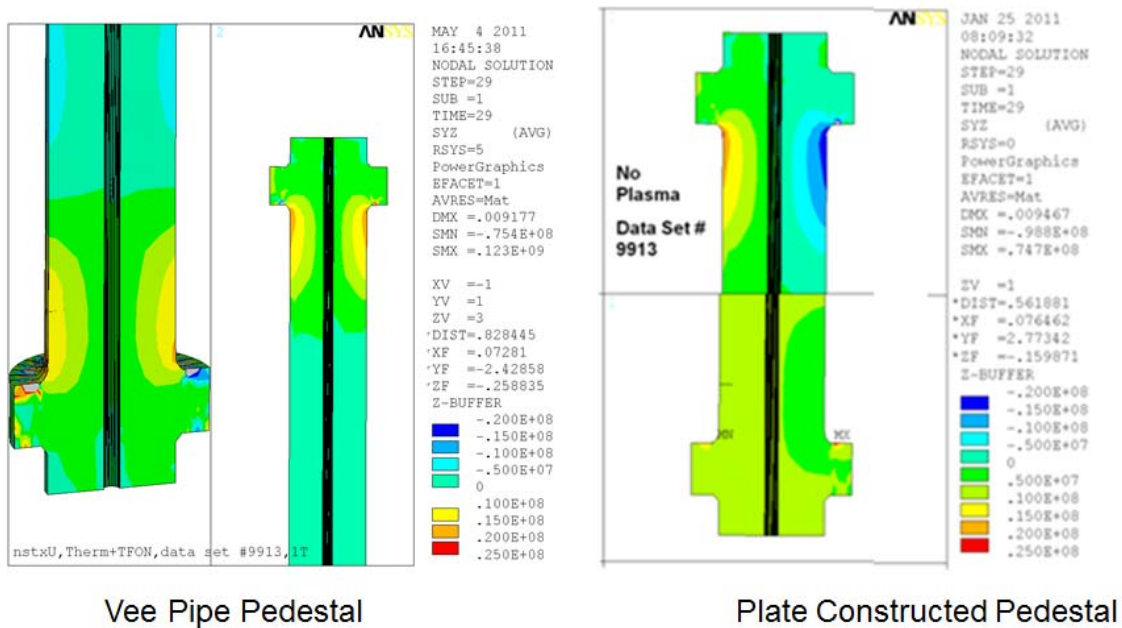 2
ANSYS
MAY 4 2011
16:45:38
NODAL SOLUTION
STEP=29
SUB =1
TIME=29
SYZ (AVG)
RSYS=5
PowerGraphics
EFACET=1
AVRES=Mat
DMX =.009177
SMN =-.754E+08
SMX =.123E+09
XV =-1
YV =1
ZV =3
*DIST=.828445
*XF =.07281
*YF =-2.42858
*ZF =-.258835
Z-BUFFER
-.200E+08
-.150E+08
-.100E+08
-.500E+07
0
.100E+08
.150E+08
.200E+08
.250E+08
nstxU,Therm+TFON,data set #9913,1T
Vee Pipe Pedestal
ANSYS
JAN 25 2011
08:09:32
NODAL SOLUTION
STEP=29
SUB =1
TIME=29
SYZ (AVG)
RSYS=0
PowerGraphics
EFACET=1
AVRES=Mat
DMX =.009467
SMN =-.988E+08
SMX =.747E+08
ZV =1
*DIST=.561881
*XF =.076462
*YF =2.77342
*ZF =-.159871
Z-BUFFER
-.200E+08
-.150E+08
-.100E+08
-.500E+07
0
.500E+07
.100E+08
.150E+08
.200E+08
.250E+08
No
Plasma
Data Set #
9913
MN
MX
Plate Constructed Pedestal